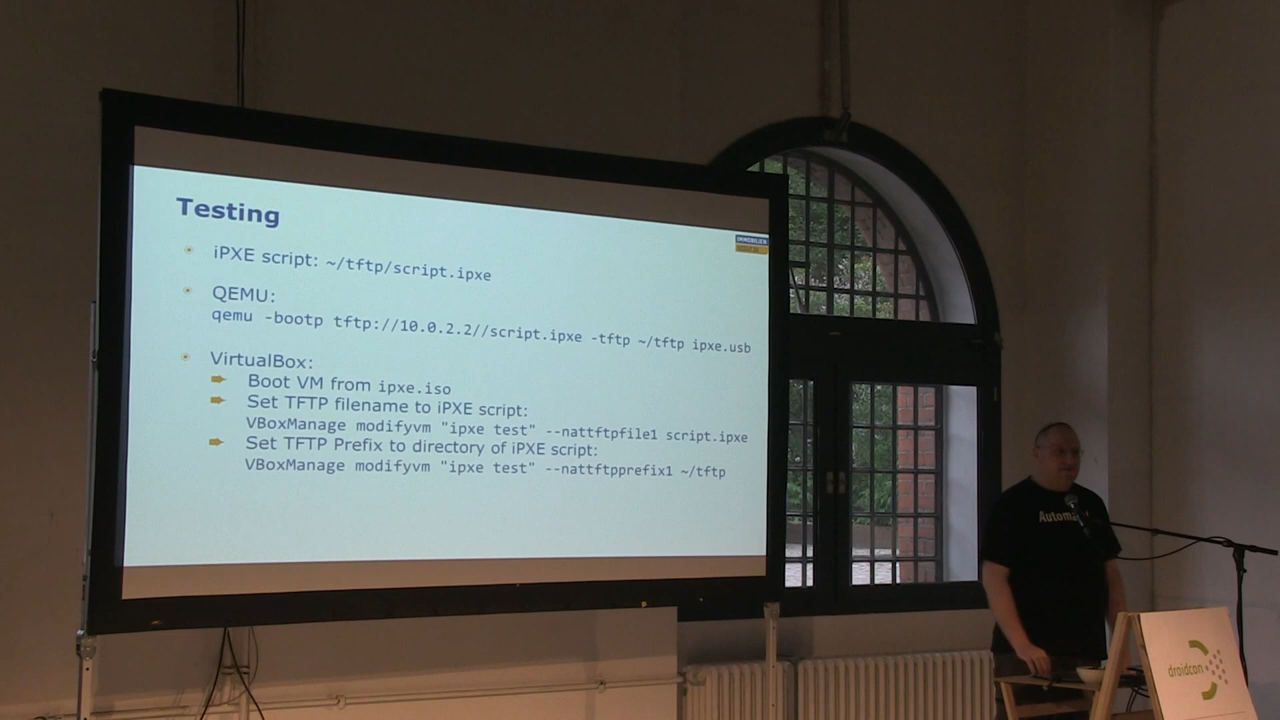 Testing
iPXE script: ~/tftp/script.ipxe
QEMU:
qemu -bootp tftp://10.0.2.2//script.ipxe -tftp ~/tftp ipxe.usb
VirtualBox:
Boot VM from ipxe.iso
Set TFTP filename to iPXE script:
VBoxManage modifyvm "ipxe test" --nattftpfile1 script.ipxe
Set TFTP Prefix to directory of iPXE script:
VBoxManage modifyvm "ipxe test" --nattftpprefix1 ~/tftp
IMMOBILIEN
droidcon